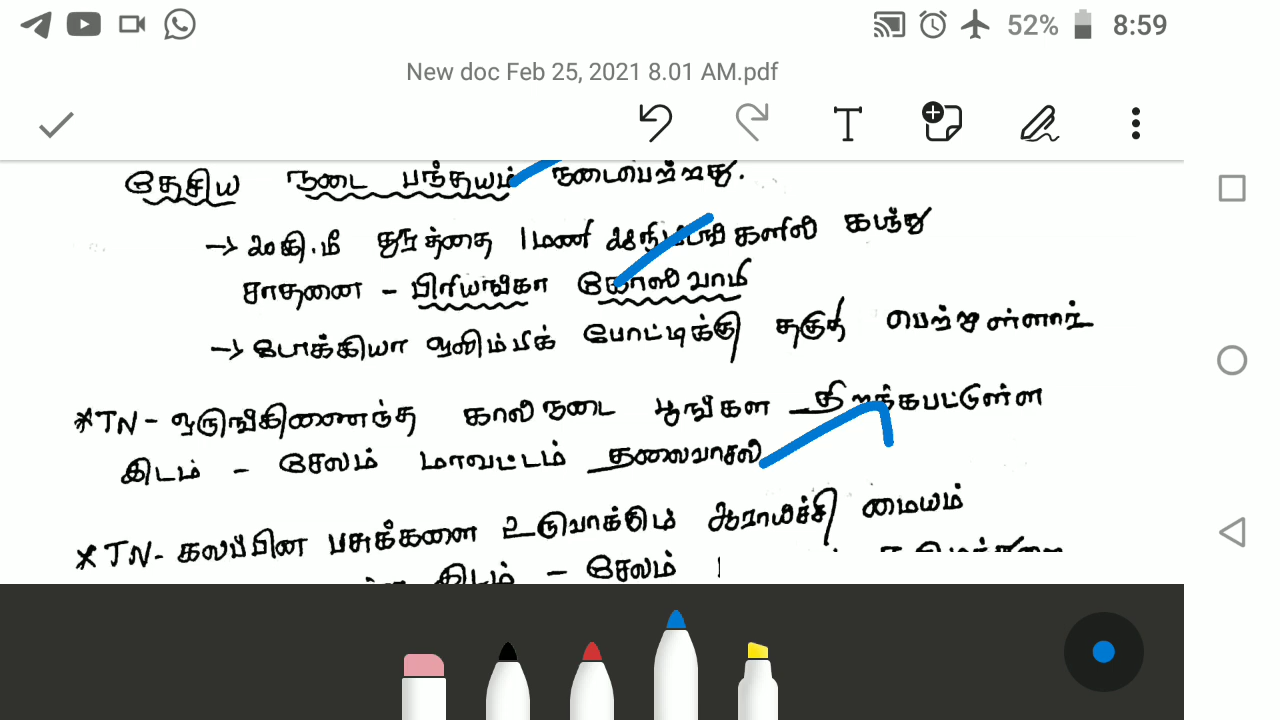 52% 8:59
New doc Feb 25, 2021 8.01 AM.pdf
தேசிய நடை பந்தயம் நடைபெற்றது.
→ 20கி.மீ தூரத்தை 1மணி 28நிமிடங்களில் கடந்து
சாதனை - பிரியங்கா கோஸ்வாமி
→ டோக்கியோ ஒலிம்பிக் போட்டிக்கு தகுதி பெற்றுள்ளார்
*TN - ஒருங்கிணைந்த கால்நடை பூங்கள திறக்கபட்டுள்ள
இடம் - சேலம் மாவட்டம் தலைவாசல்
*TN- கலப்பின பசுக்களை உருவாக்கும் ஆராய்ச்சி மையம்
இடம் - சேலம்